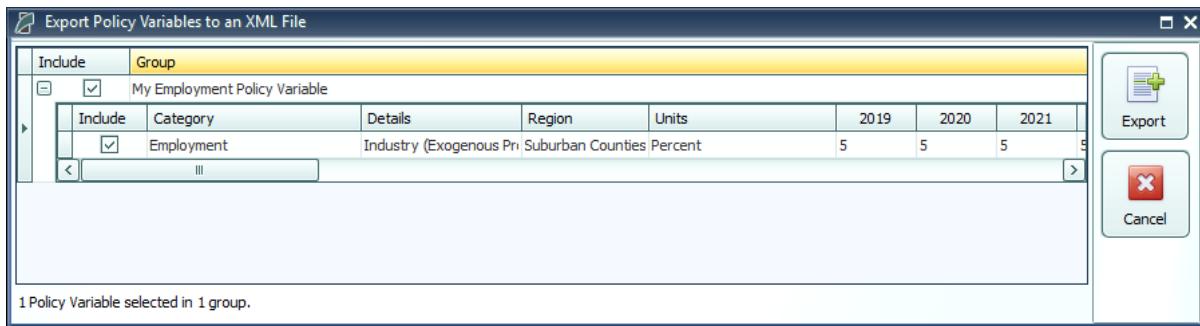 Export Policy Variables to an XML File
Include Group
My Employment Policy Variable
Include Category Details Region Units 2019 2020 2021
Employment Industry (Exogenous Pr Suburban Counties Percent 5 5 5 5
1 Policy Variable selected in 1 group.
Export
Cancel